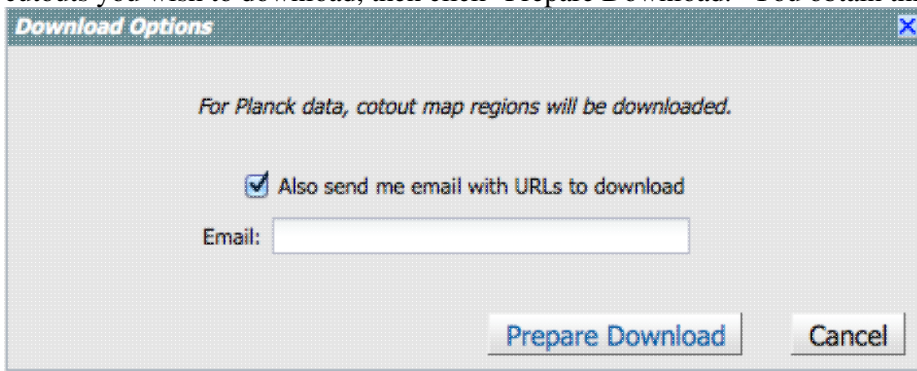 cutouts you wish to download, then click "Prepare Download." You obtain this
Download Options
For Planck data, cotout map regions will be downloaded.
Also send me email with URLs to download
Email:
Prepare Download
Cancel